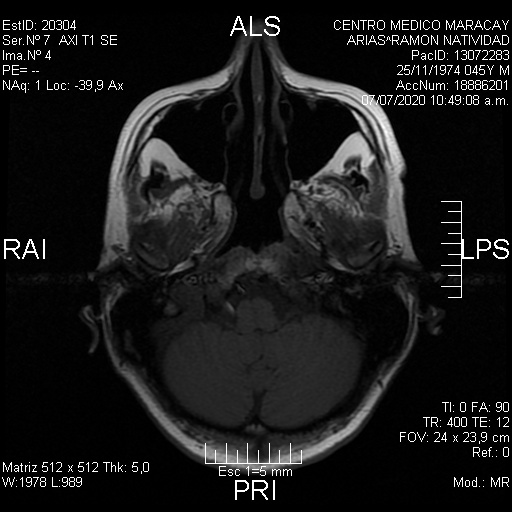 EstID: 20304
Ser.Nº 7 AXI T1 SE
Ima.Nº 4
PE= --
NAq: 1 Loc: -39,9 Ax
ALS
CENTRO MEDICO MARACAY
ARIAS^RAMON NATIVIDAD
PacID: 13072283
25/11/1974 045Y M
AccNum: 18886201
07/07/2020 10:49:08 a.m.
RAI
LPS
TI: 0 FA: 90
TR: 400 TE: 12
FOV: 24 x 23,9 cm
Ref.: 0
Mod.: MR
Matriz 512 x 512 Thk: 5,0
W:1978 L:989
Esc 1=5 mm
PRI